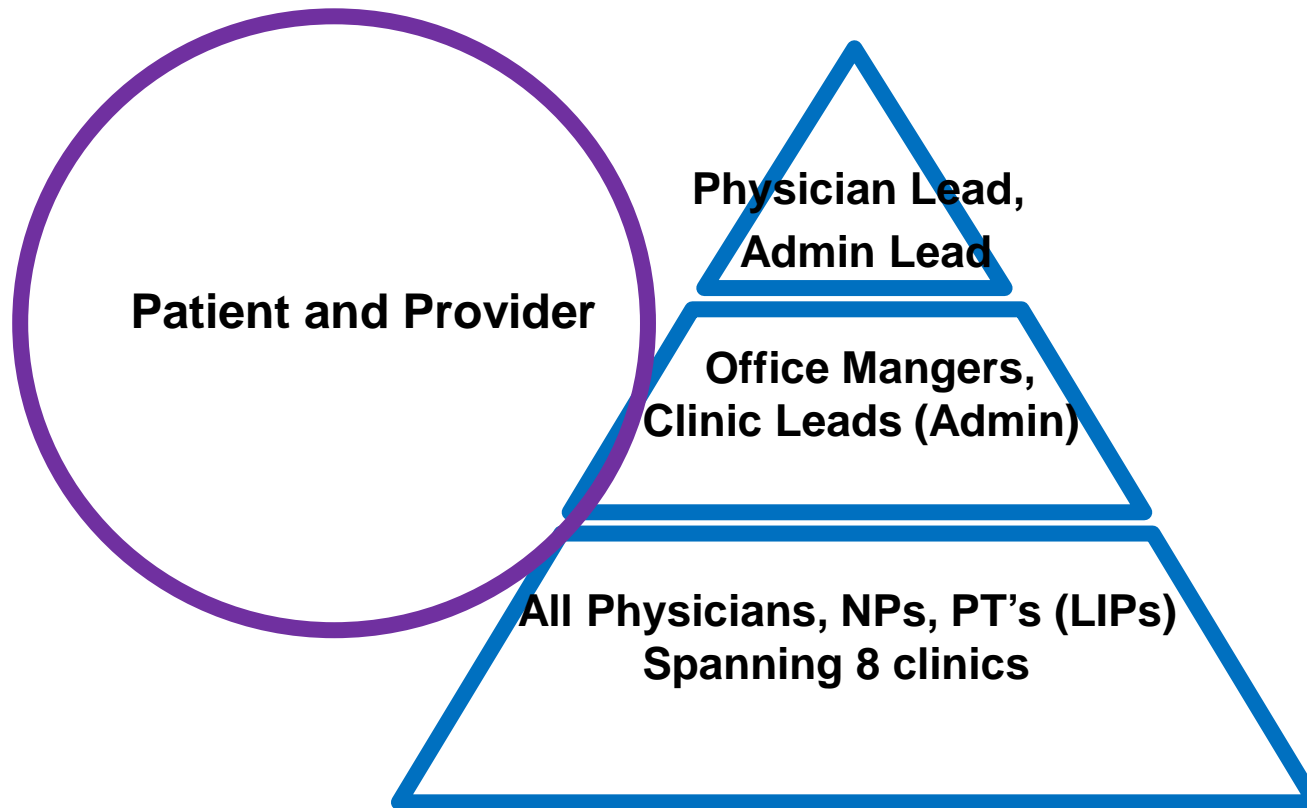 Patient and Provider
Physician Lead,
Admin Lead
Office Mangers,
Clinic Leads (Admin)
All Physicians, NPs, PT’s (LIPs)
Spanning 8 clinics